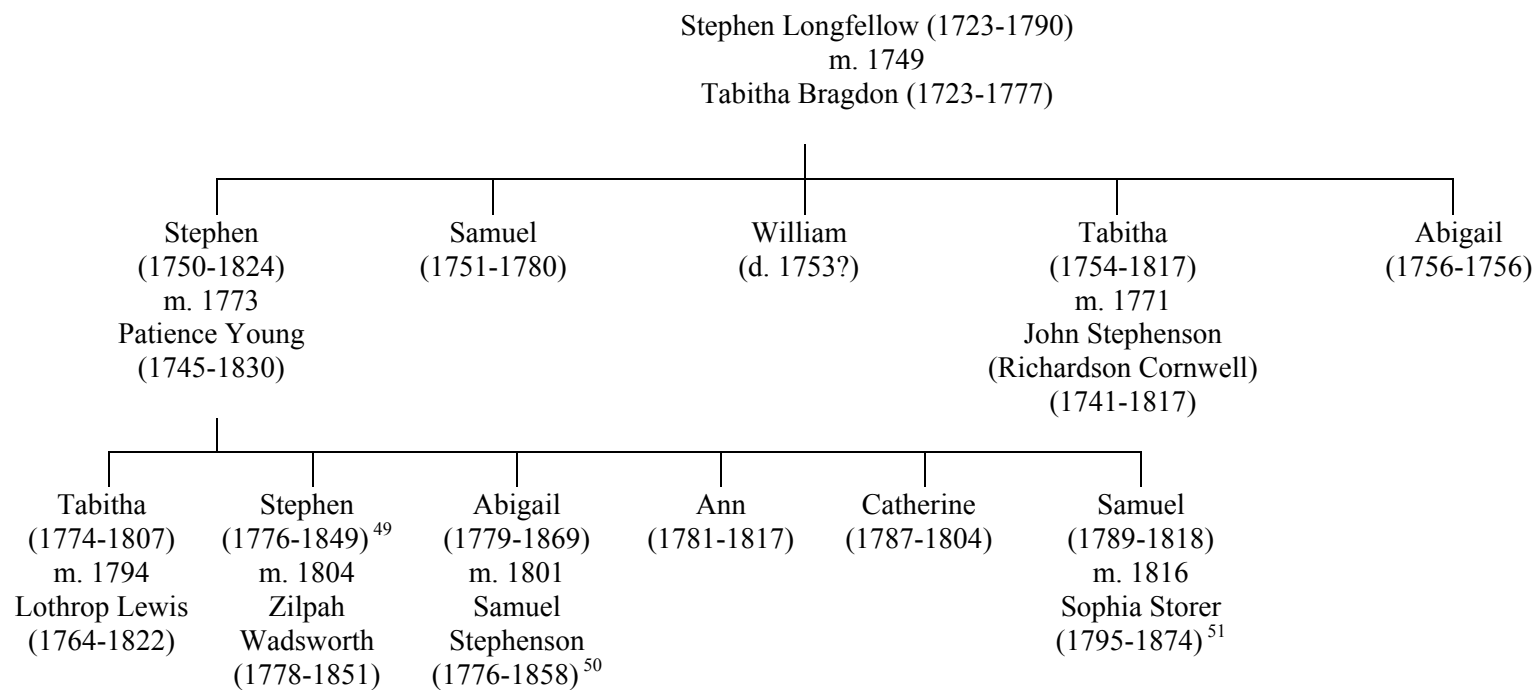 Stephen Longfellow (1723-1790)
m. 1749
Tabitha Bragdon (1723-1777)
Stephen
(1750-1824)
m. 1773
Patience Young
(1745-1830)
Samuel
(1751-1780)
William
(d. 1753?)
Tabitha
(1754-1817)
m. 1771
John Stephenson
(Richardson Cornwell)
(1741-1817)
Abigail
(1756-1756)
Tabitha
(1774-1807)
m. 1794
Lothrop Lewis
(1764-1822)
Stephen
(1776-1849) 49
m. 1804
Zilpah
Wadsworth
(1778-1851)
Abigail
(1779-1869)
m. 1801
Samuel
Stephenson
(1776-1858) 50
Ann
(1781-1817)
Catherine
(1787-1804)
Samuel
(1789-1818)
m. 1816
Sophia Storer
(1795-1874) 51